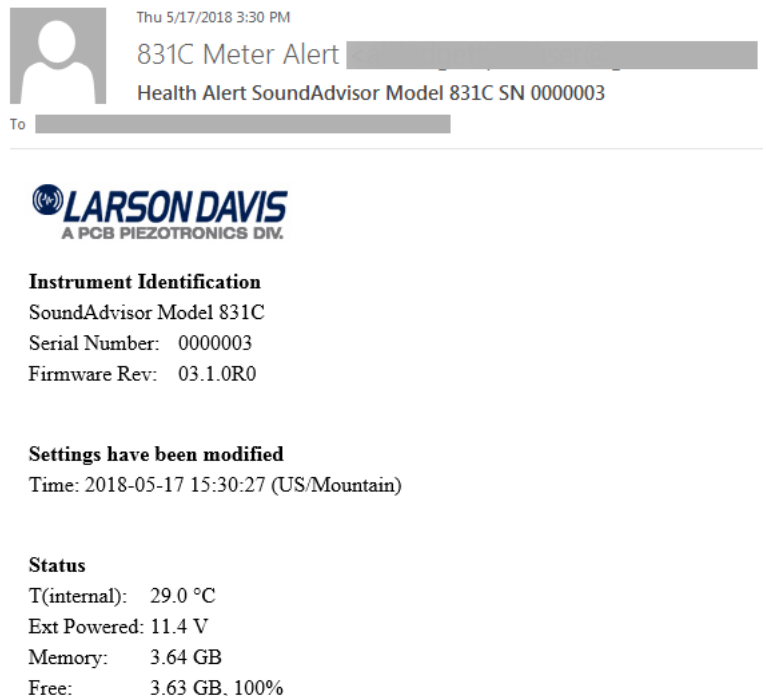 Thu 5/17/2018 3:30 PM
831C Meter Alert
Health Alert SoundAdvisor Model 831C SN 0000003
To
LARSON DAVIS
A PCB PIEZOTRONICS DIV.
Instrument Identification
SoundAdvisor Model 831C
Serial Number: 0000003
Firmware Rev: 03.1.0R0
Settings have been modified
Time: 2018-05-17 15:30:27 (US/Mountain)
Status
T(internal): 29.0 °C
Ext Powered: 11.4 V
Memory: 3.64 GB
Free: 3.63 GB, 100%